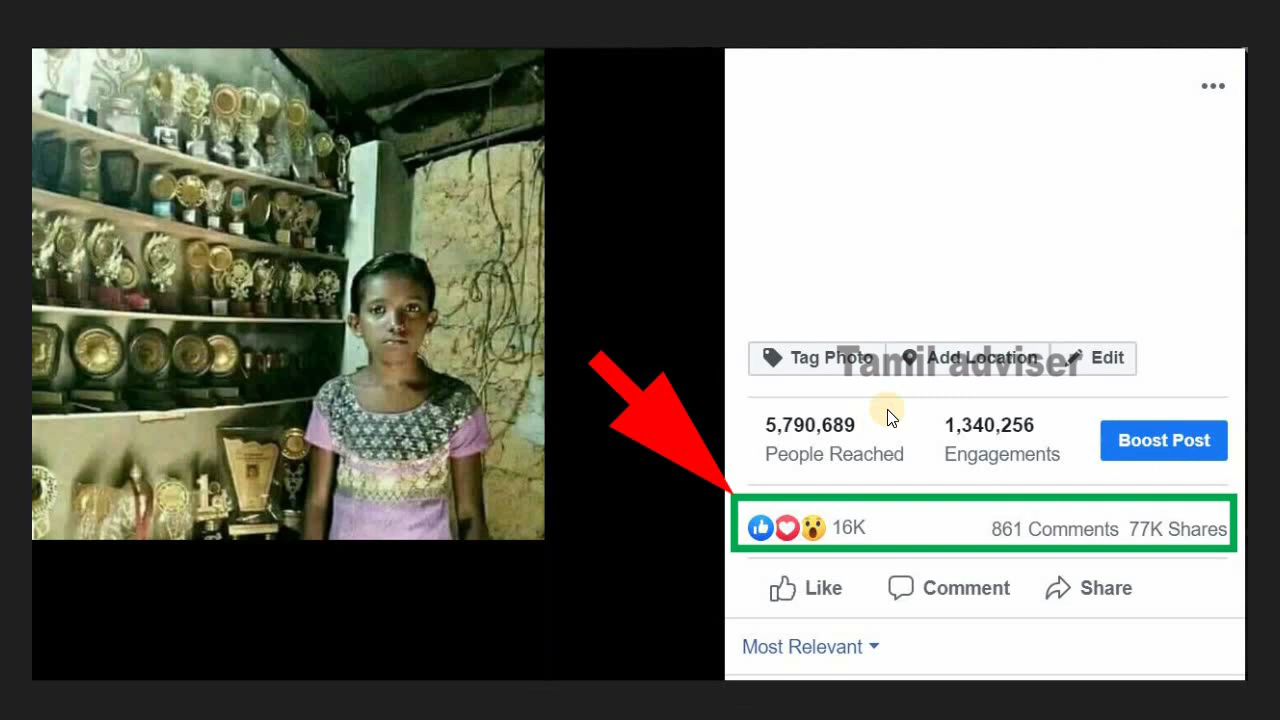 Tag Photo Add Location Edit
Tamil adviser
5,790,689 1,340,256
People Reached Engagements
Boost Post
16K 861 Comments 77K Shares
Like Comment Share
Most Relevant
1st